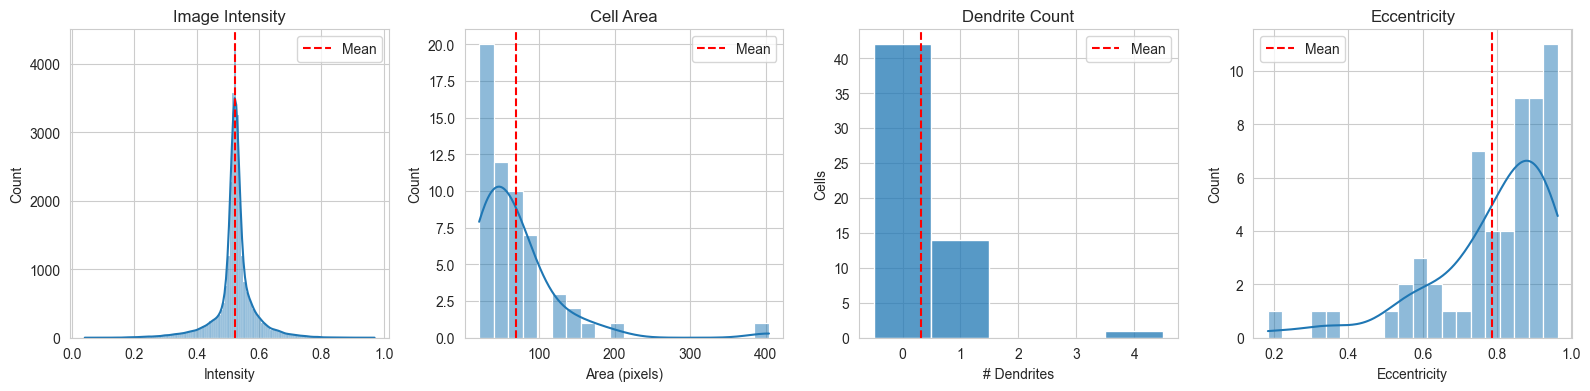 Image Intensity
Mean
4000
3000
2000
1000
0
Count
0.0 0.2 0.4 0.6 0.8 1.0
Intensity
Cell Area
Mean
20.0
17.5
15.0
12.5
10.0
7.5
5.0
2.5
0.0
Count
100 200 300 400
Area (pixels)
Dendrite Count
Mean
40
35
30
25
20
15
10
5
0
Cells
0 1 2 3 4
# Dendrites
Eccentricity
Mean
10
8
6
4
2
0
Count
0.2 0.4 0.6 0.8 1.0
Eccentricity